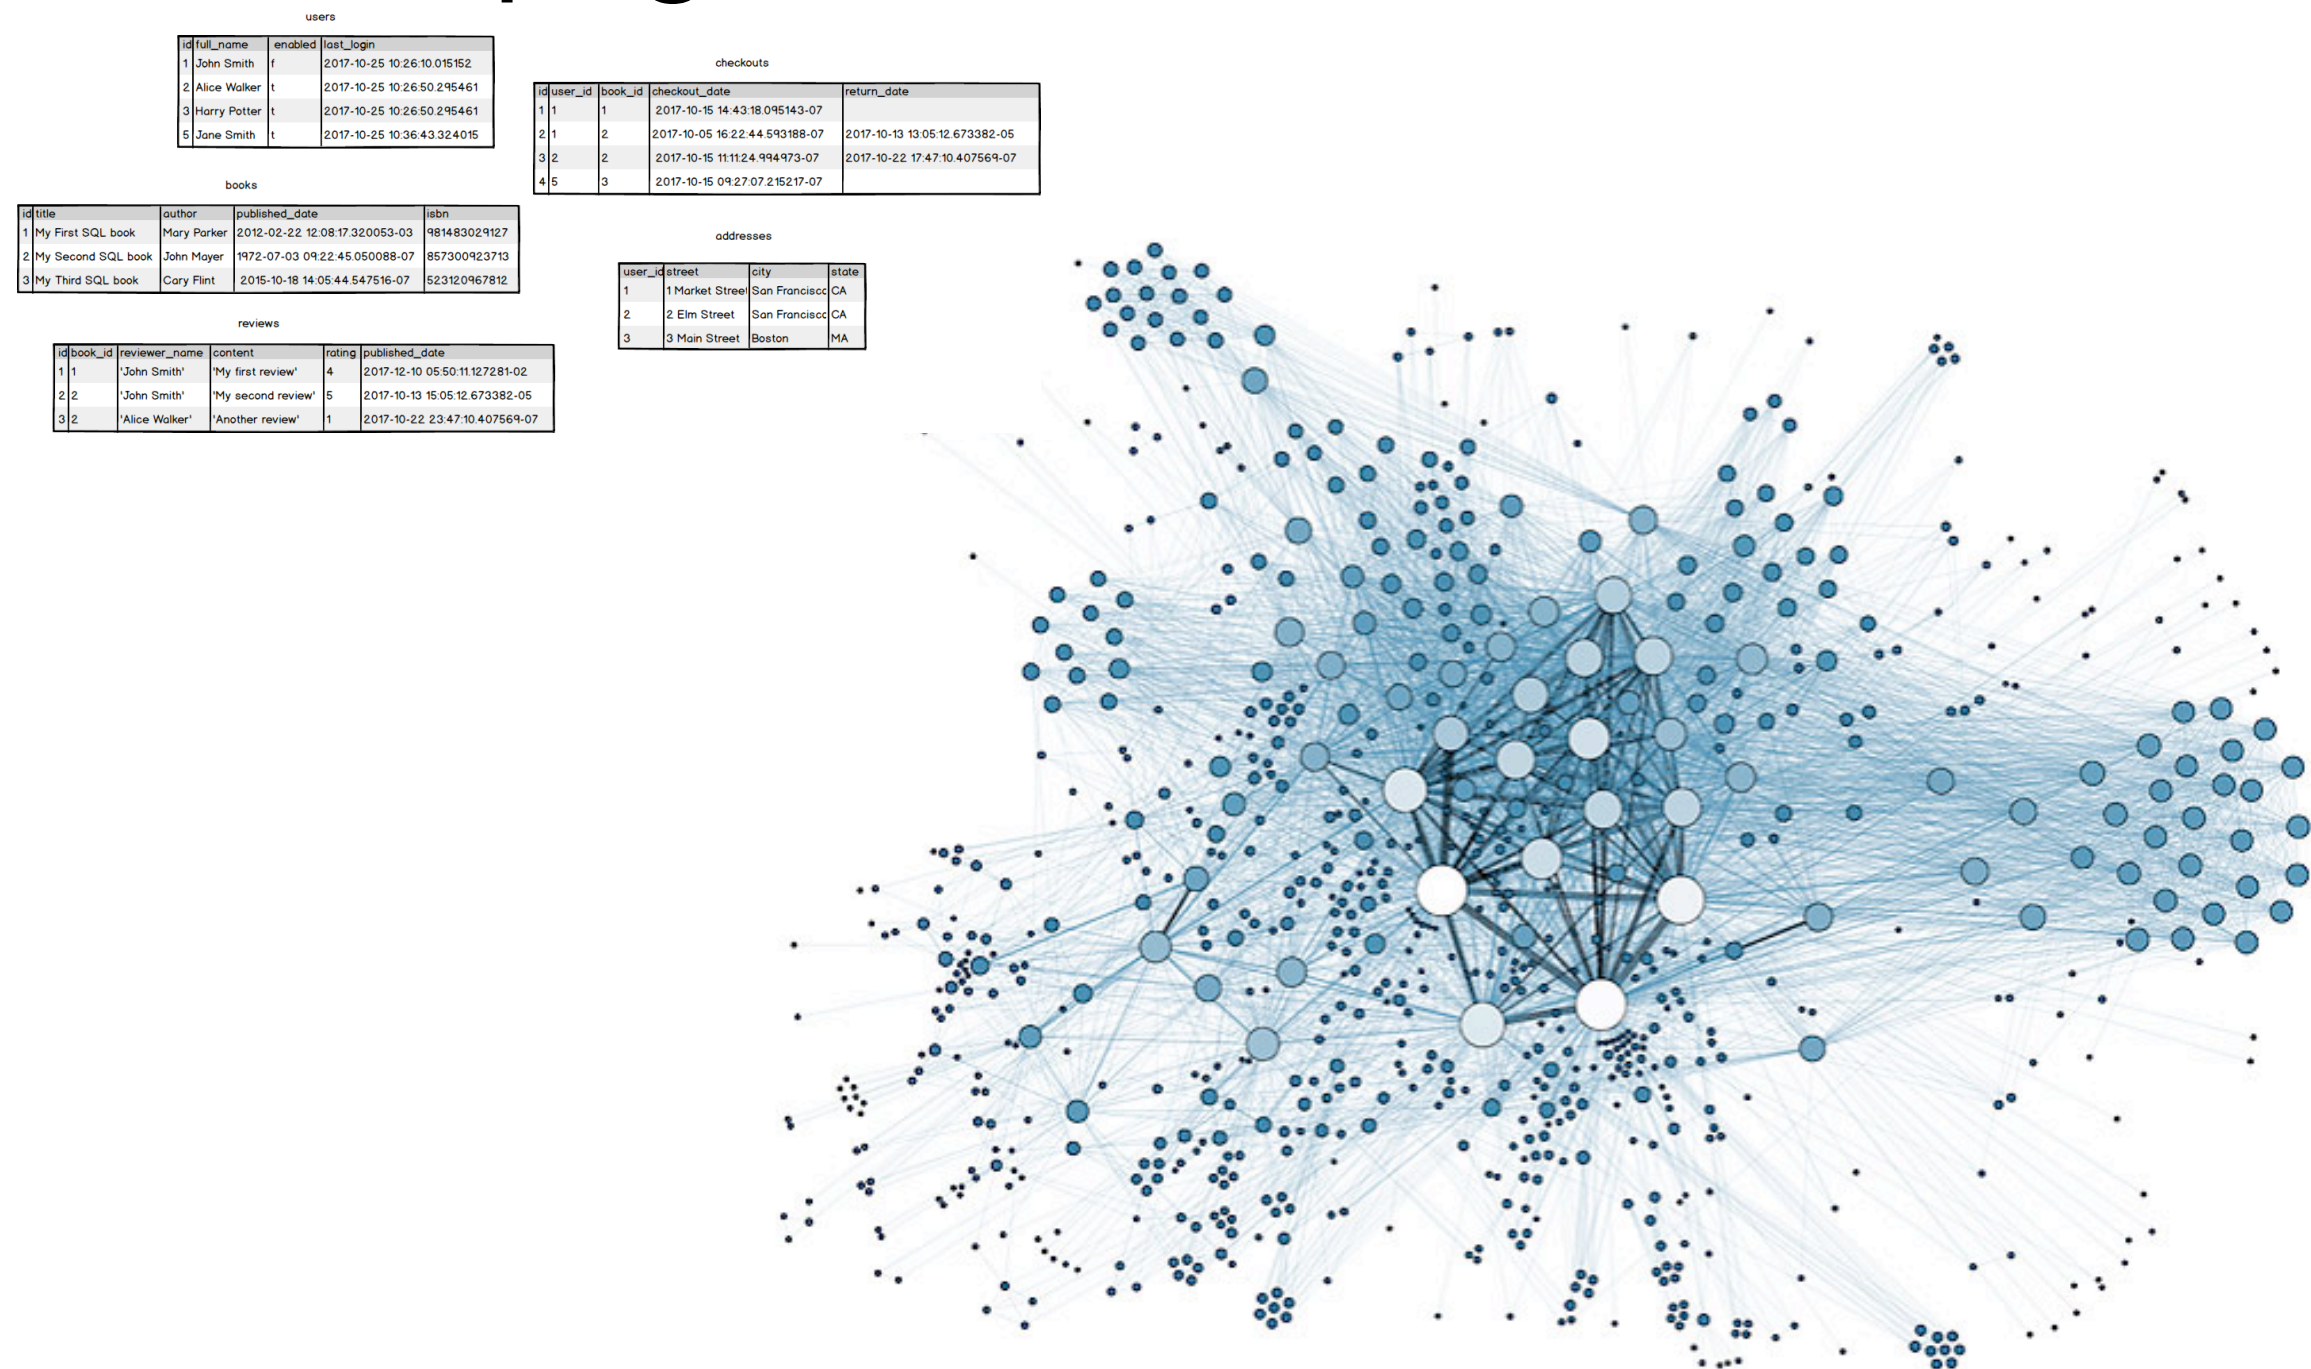 users
id full_name enabled last_login
1 John Smith f 2017-10-25 10:26:10.015152
2 Alice Walker t 2017-10-25 10:26:50.295461
3 Harry Potter t 2017-10-25 10:26:50.295461
5 Jane Smith t 2017-10-25 10:36:43.324015
checkouts
id user_id book_id checkout_date return_date
1 1 1 2017-10-15 14:43:18.095143-07
2 1 2 2017-10-05 16:22:44.593188-07 2017-10-13 13:05:12.673382-05
3 2 2 2017-10-15 11:11:24.994973-07 2017-10-22 17:47:10.407569-07
4 5 3 2017-10-15 09:27:07.215217-07
books
id title author published_date isbn
1 My First SQL book Mary Parker 2012-02-22 12:08:17.320053-03 981483029127
2 My Second SQL book John Mayer 1972-07-03 09:22:45.050088-07 857300923713
3 My Third SQL book Cary Flint 2015-10-18 14:05:44.547516-07 523120967812
addresses
user_id street city state
1 1 Market Street San Francisco CA
2 2 Elm Street San Francisco CA
3 3 Main Street Boston MA
reviews
id book_id reviewer_name content rating published_date
1 1 'John Smith' 'My first review' 4 2017-12-10 05:50:11.127281-02
2 2 'John Smith' 'My second review' 5 2017-10-13 15:05:12.673382-05
3 2 'Alice Walker' 'Another review' 1 2017-10-22 23:47:10.407569-07